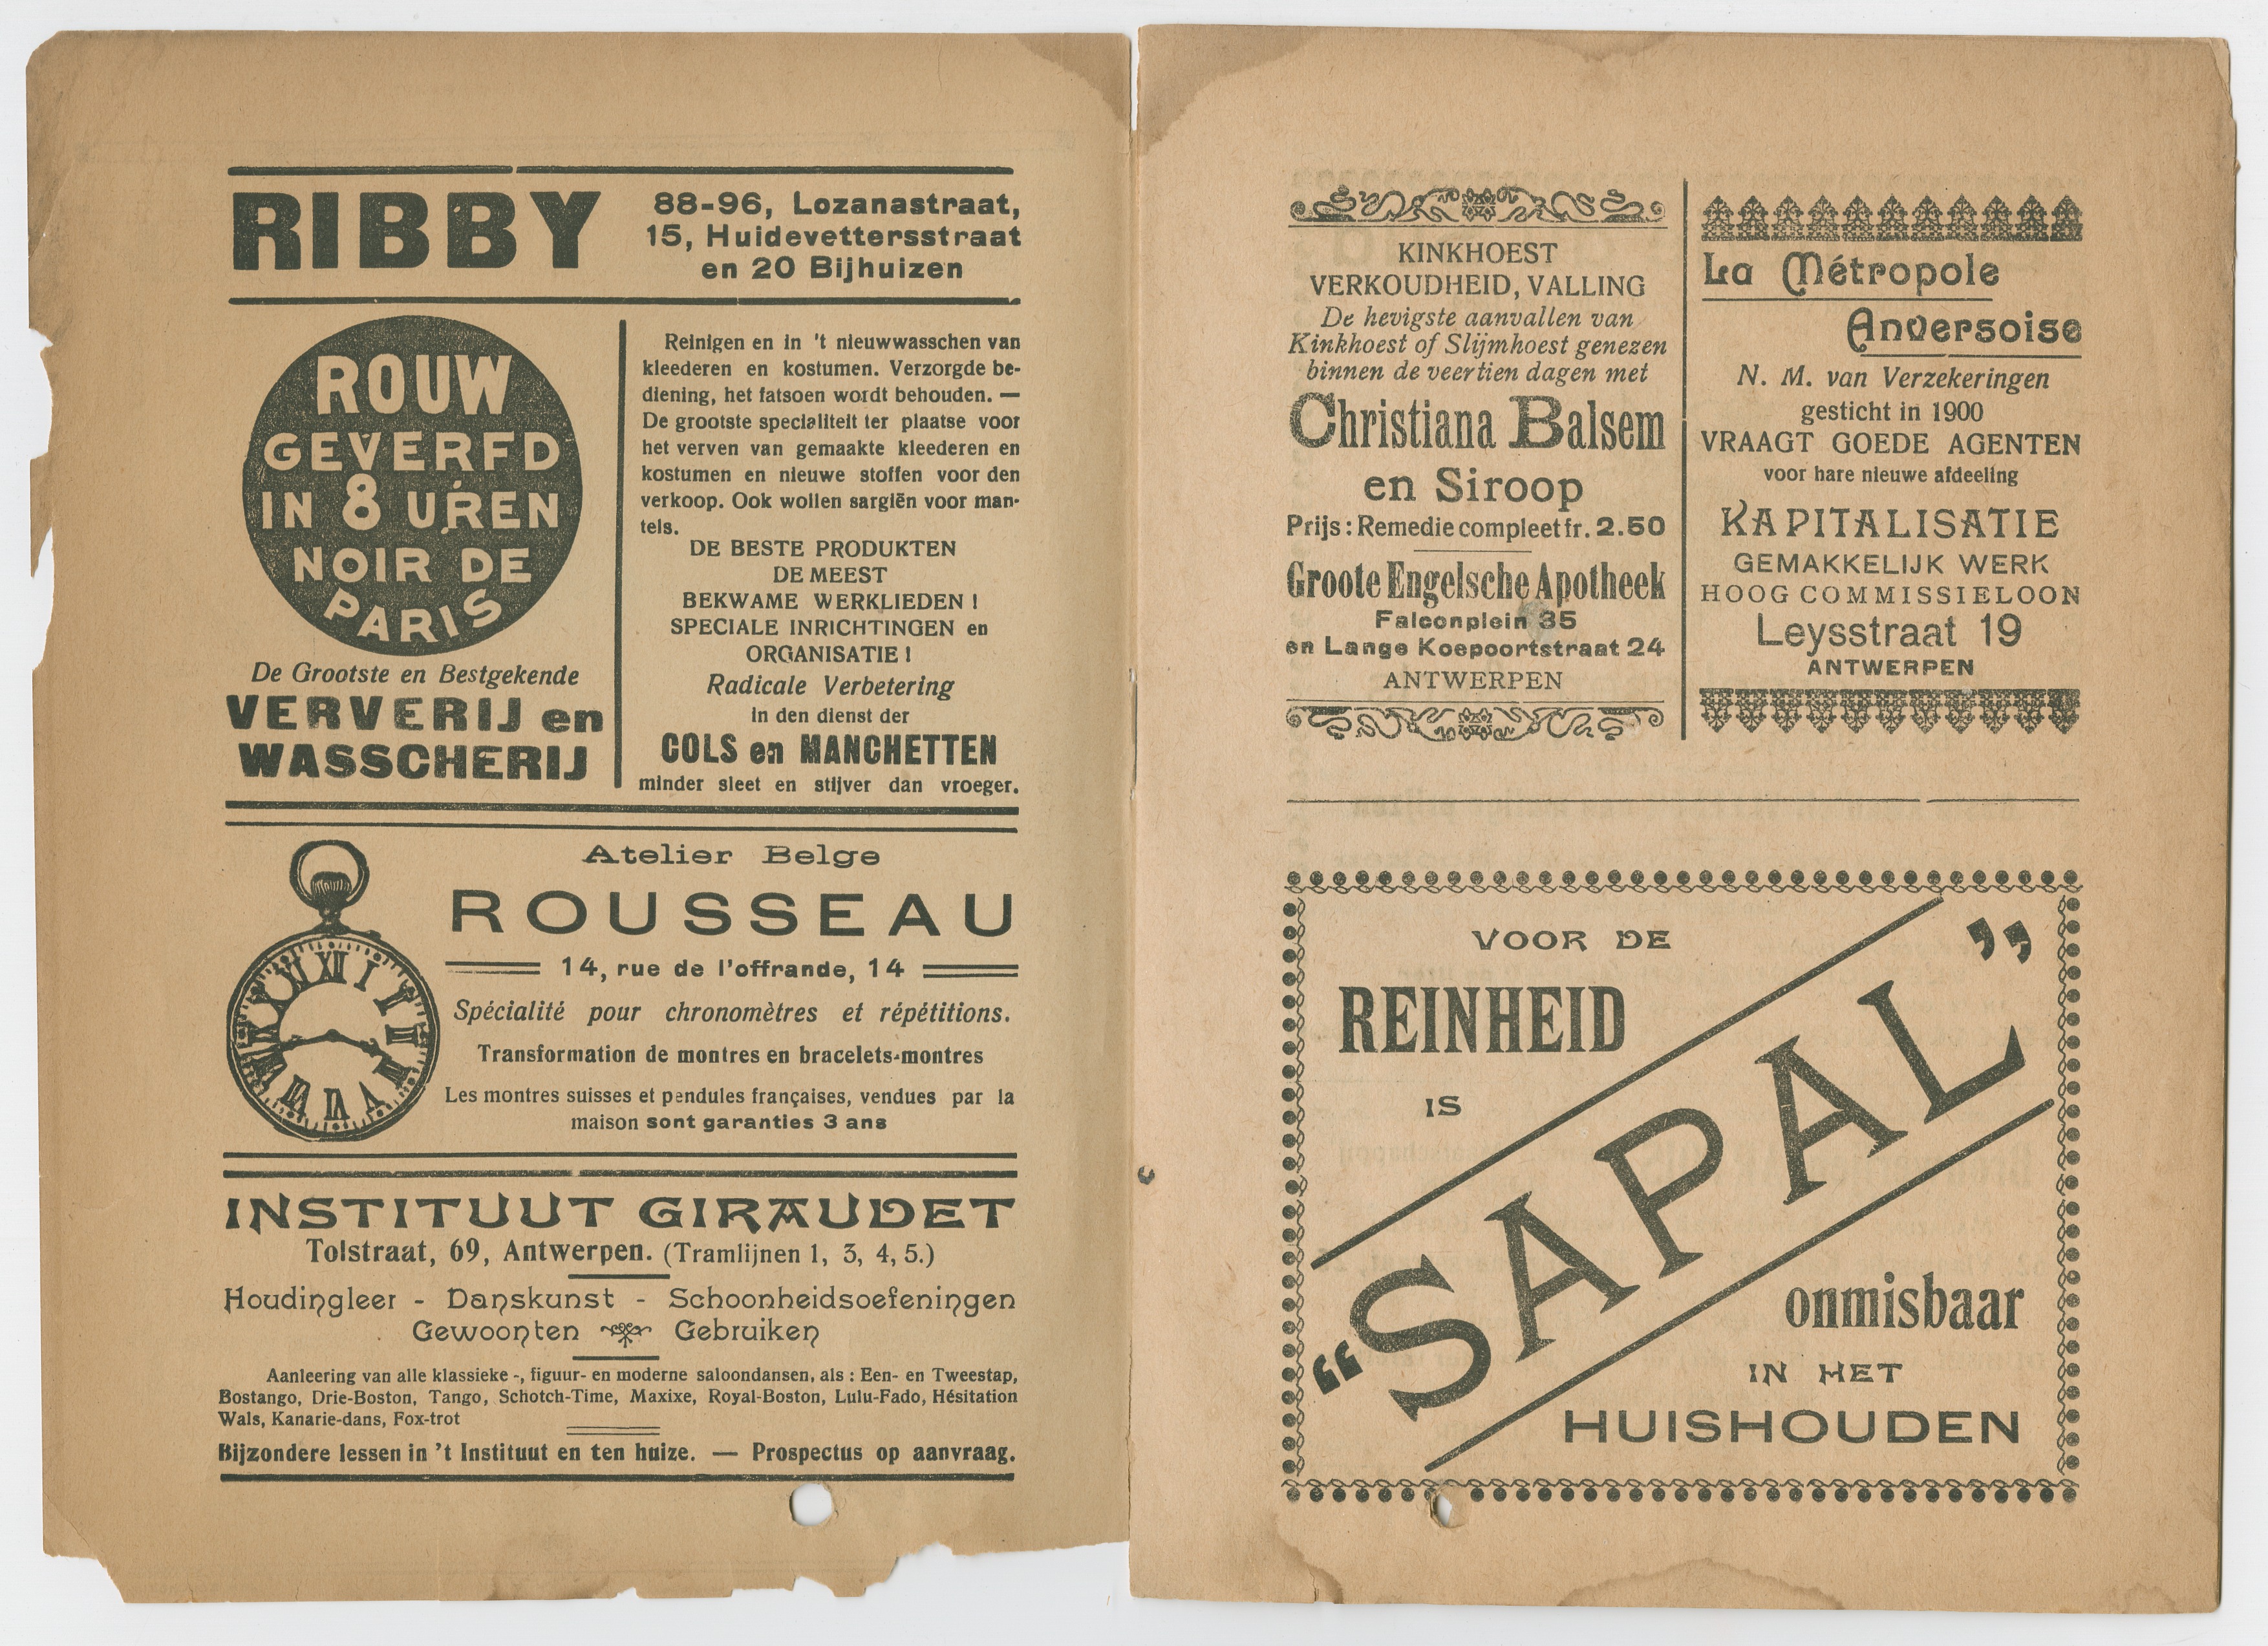 RIBBY
88-96, Lozanastraat,
15, Huidevettersstraat
en 20 Bijhuizen
ROUW
GEVERFD
IN 8 UREN
NOIR DE
PARIS
De Grootste en Bestgekende
VERVERIJ en
WASSCHERIJ
Reinigen en in 't nieuwwasschen van
kleederen en kostumen. Verzorgde be-
diening, het fatsoen wordt behouden. —
De grootste specialiteit ter plaatse voor
het verven van gemaakte kleederen en
kostumen en nieuwe stoffen voor den
verkoop. Ook wollen sargiën voor man-
tels.
DE BESTE PRODUKTEN
DE MEEST
BEKWAME WERKLIEDEN !
SPECIALE INRICHTINGEN en
ORGANISATIE !
Radicale Verbetering
in den dienst der
COLS en MANCHETTEN
minder sleet en stijver dan vroeger.
Atelier Belge
ROUSSEAU
14, rue de l'offrande, 14
Spécialité pour chronomètres et répétitions.
Transformation de montres en bracelets-montres
Les montres suisses et pendules françaises, vendues par la
maison sont garanties 3 ans
XII I II III IIII V VI VII VIII IX X XI
INSTITUUT GIRAUDET
Tolstraat, 69, Antwerpen. (Tramlijnen 1, 3, 4, 5.)
Houdingleer - Danskunst - Schoonheidsoefeningen
Gewoonten Gebruiken
Aanleering van alle klassieke -, figuur- en moderne saloondansen, als : Een- en Tweestap,
Bostango, Drie-Boston, Tango, Schotch-Time, Maxixe, Royal-Boston, Lulu-Fado, Hésitation
Wals, Kanarie-dans, Fox-trot
Bijzondere lessen in 't Instituut en ten huize. — Prospectus op aanvraag.
KINKHOEST
VERKOUDHEID, VALLING
De hevigste aanvallen van
Kinkhoest of Slijmhoest genezen
binnen de veertien dagen met
Christiana Balsem
en Siroop
Prijs : Remedie compleet fr. 2.50
Groote Engelsche Apotheek
Falconplein 35
en Lange Koepoortstraat 24
ANTWERPEN
La Métropole
Anversoise
N. M. van Verzekeringen
gesticht in 1900
VRAAGT GOEDE AGENTEN
voor hare nieuwe afdeeling
KAPITALISATIE
GEMAKKELIJK WERK
HOOG COMMISSIELOON
Leysstraat 19
ANTWERPEN
VOOR DE
REINHEID
IS
“SAPAL”
onmisbaar
IN HET
HUISHOUDEN